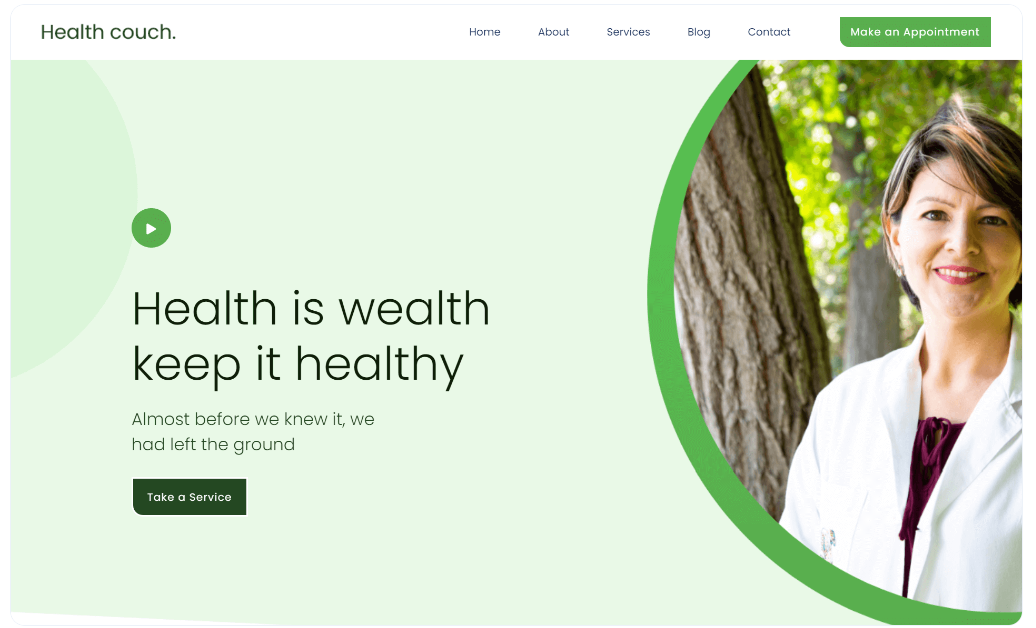 Health couch.
Home
About
Services
Blog
Contact
Make an Appointment
Health is wealth
keep it healthy
Almost before we knew it, we
had left the ground
Take a Service